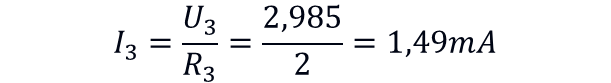 I₃ = U₃/R₃ = 2,985/2 = 1,49mA